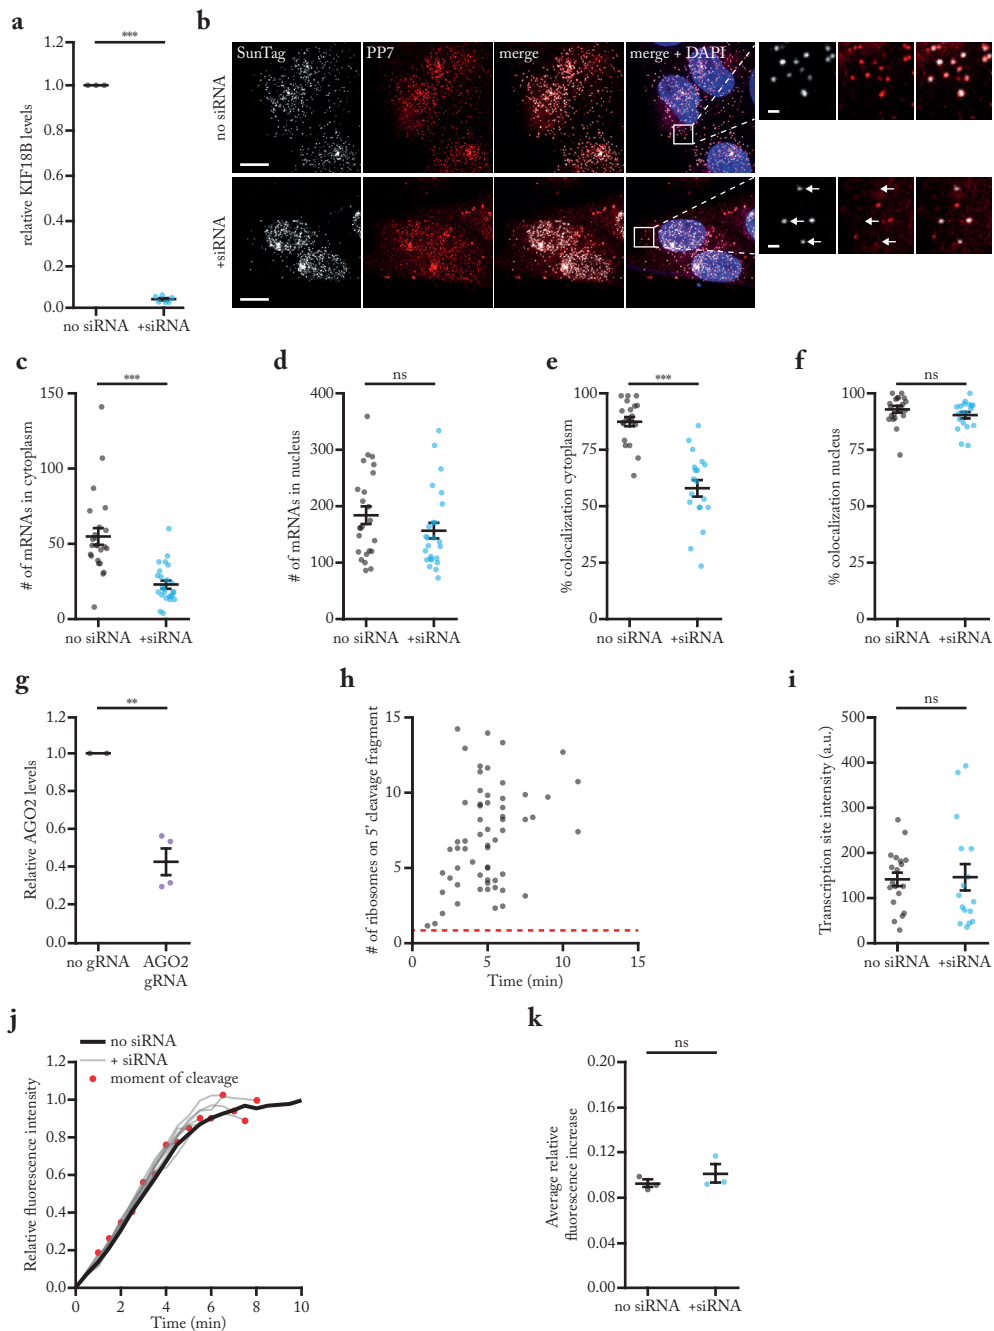 a
1.2
1.0
0.8
0.6
0.4
0.2
0.0
relative KIF18B levels
***
no siRNA
+siRNA
b
SunTag
PP7
merge
merge + DAPI
no siRNA
+siRNA
c
150
100
50
0
# of mRNAs in cytoplasm
***
no siRNA
+siRNA
d
400
300
200
100
0
# of mRNAs in nucleus
ns
no siRNA
+siRNA
e
100
75
50
25
0
% colocalization cytoplasm
***
no siRNA
+siRNA
f
100
75
50
25
0
% colocalization nucleus
ns
no siRNA
+siRNA
g
1.2
1.0
0.8
0.6
0.4
0.2
0.0
Relative AGO2 levels
**
no gRNA
AGO2
gRNA
h
15
10
5
0
# of ribosomes on 5' cleavage fragment
0
5
10
15
Time (min)
i
500
400
300
200
100
0
Transcription site intensity (a.u.)
ns
no siRNA
+siRNA
j
no siRNA
+ siRNA
moment of cleavage
1.2
1.0
0.8
0.6
0.4
0.2
0.0
Relative fluorescence intensity
0
2
4
6
8
10
Time (min)
k
0.20
0.16
0.12
0.08
0.04
0.00
Average relative
fluorescence increase
ns
no siRNA
+siRNA